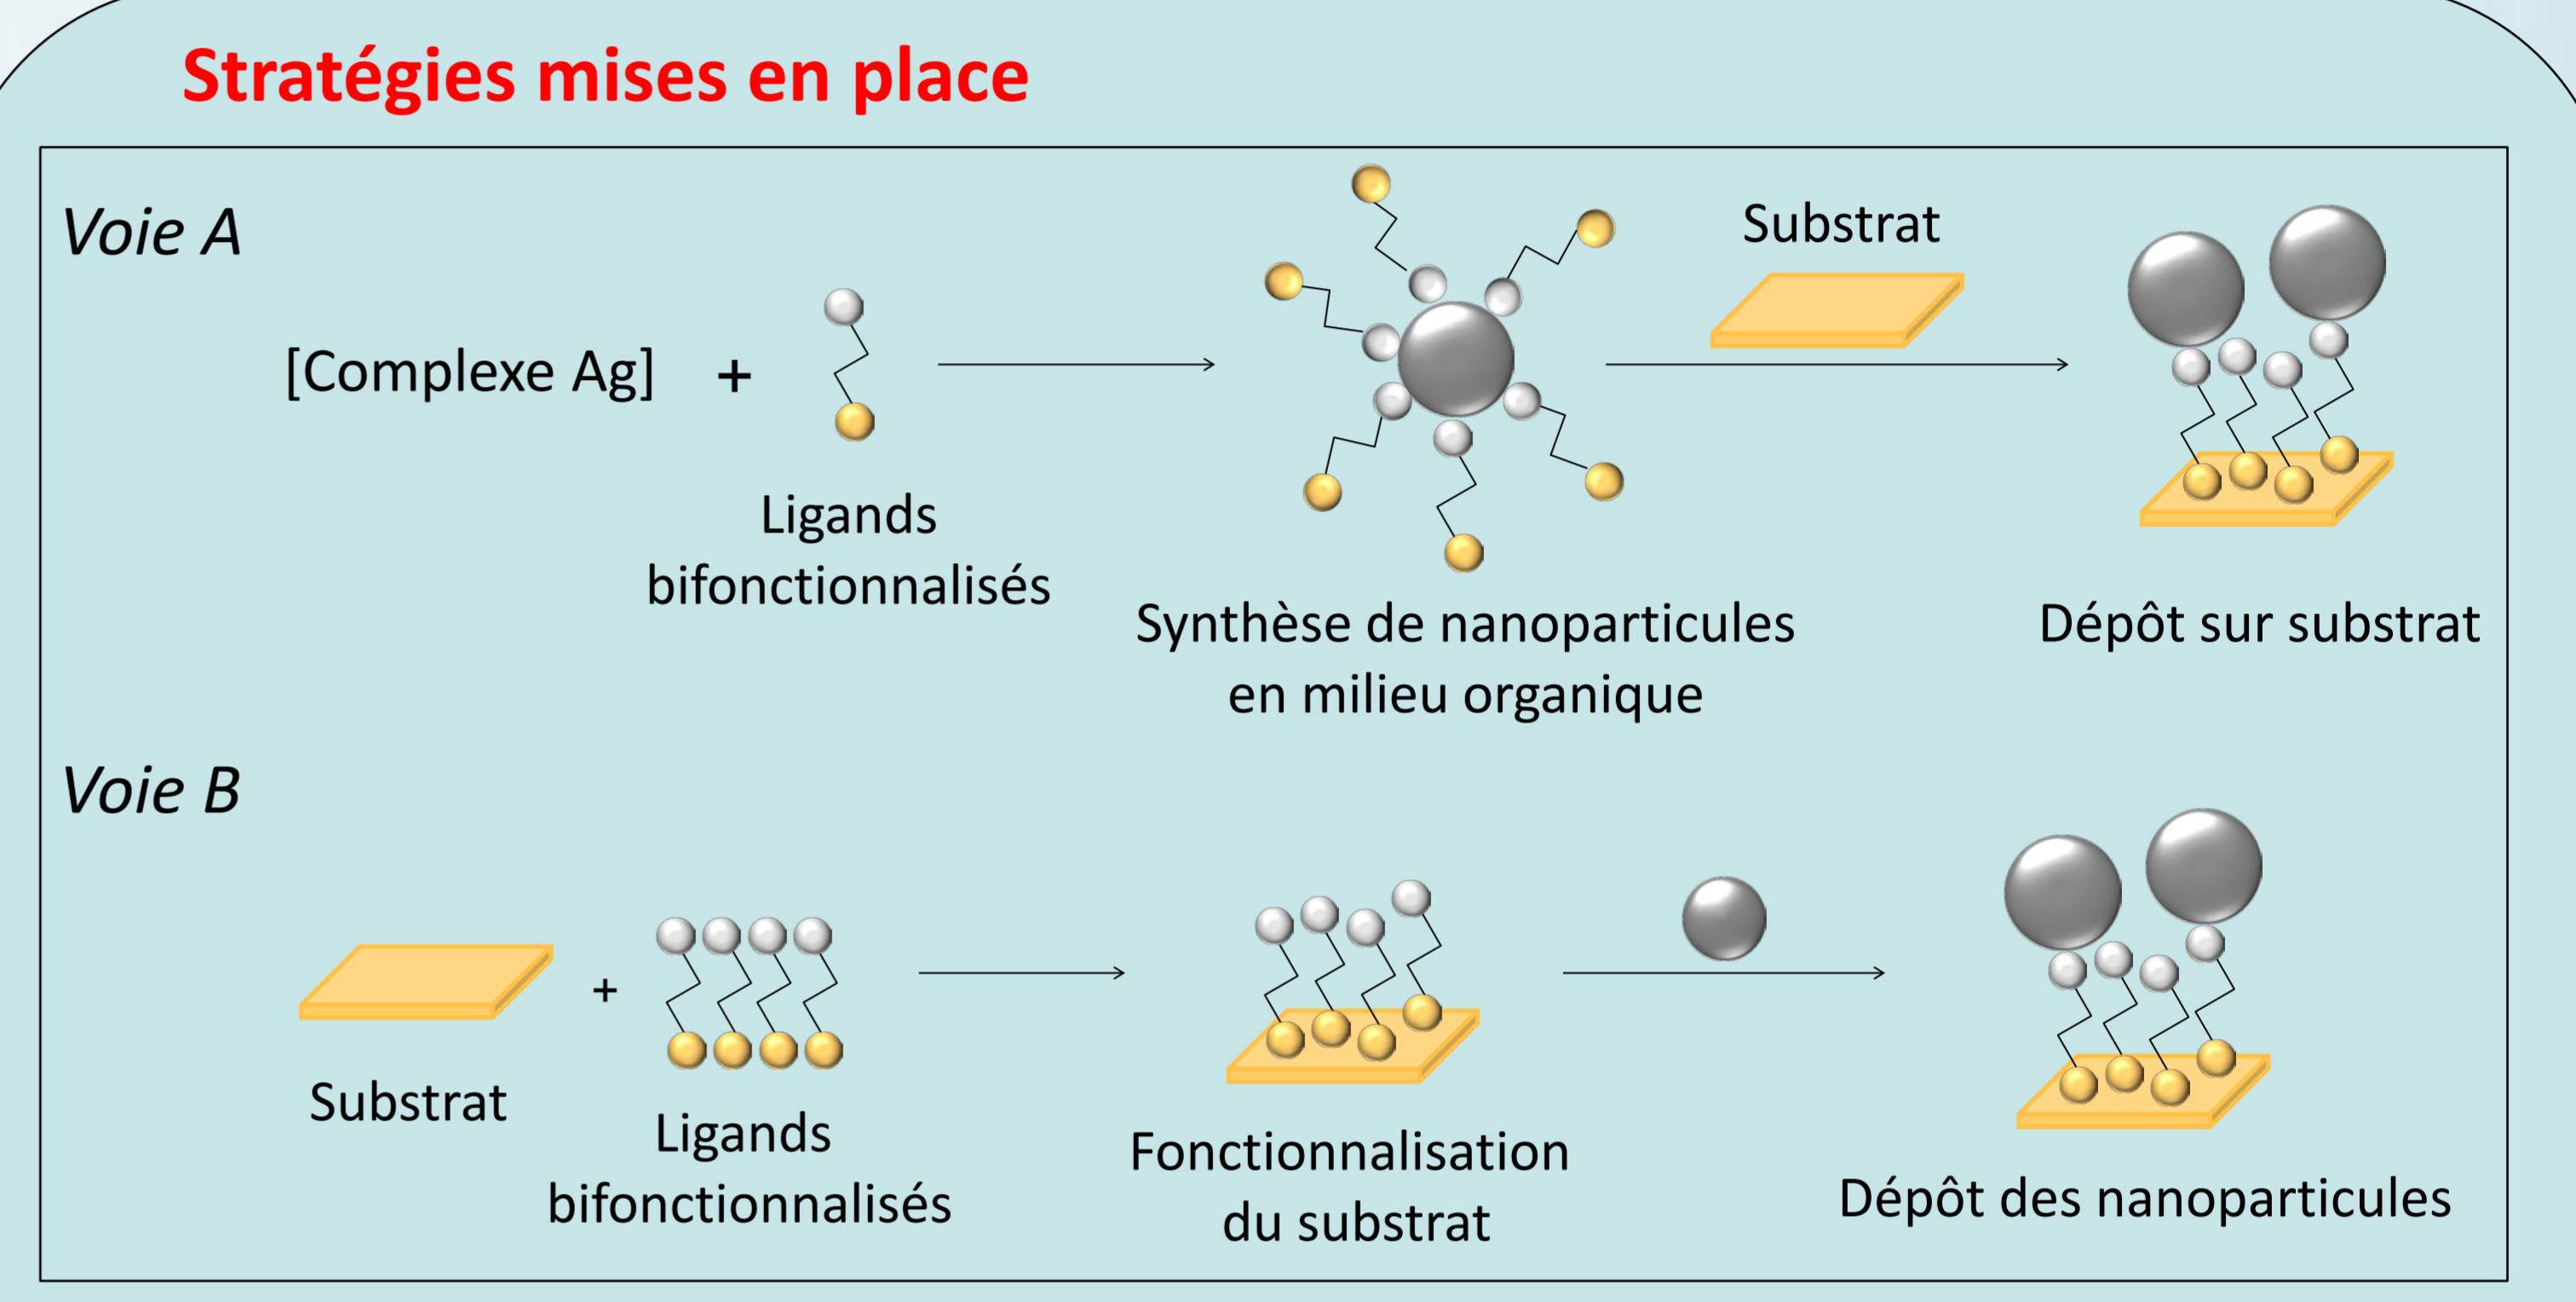 Stratégies mises en place
Voie A
[Complexe Ag] +
Ligands
bifonctionnalisés
Synthèse de nanoparticules
en milieu organique
Substrat
Dépôt sur substrat
Voie B
Substrat
+
Ligands
bifonctionnalisés
Fonctionnalisation
du substrat
Dépôt des nanoparticules